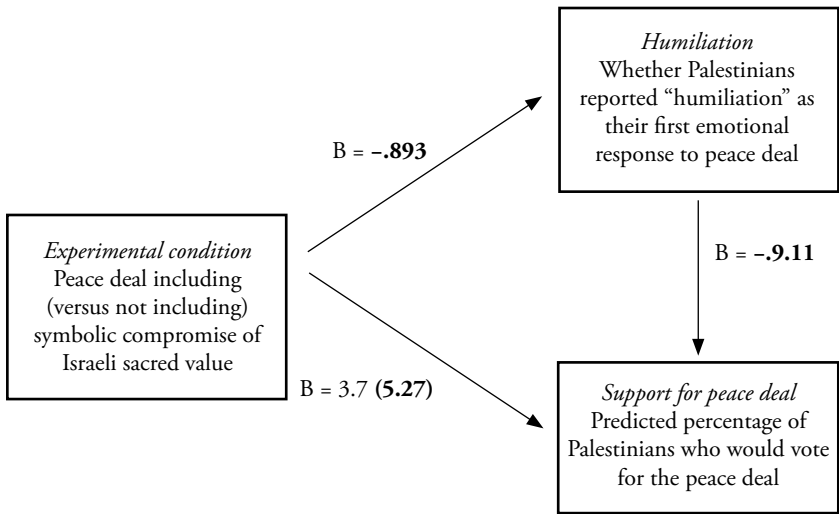 Humiliation
Whether Palestinians
reported “humiliation” as
their first emotional
response to peace deal
B = –.893
Experimental condition
Peace deal including
(versus not including)
symbolic compromise of
Israeli sacred value
B = –.9.11
B = 3.7 (5.27)
Support for peace deal
Predicted percentage of
Palestinians who would vote
for the peace deal